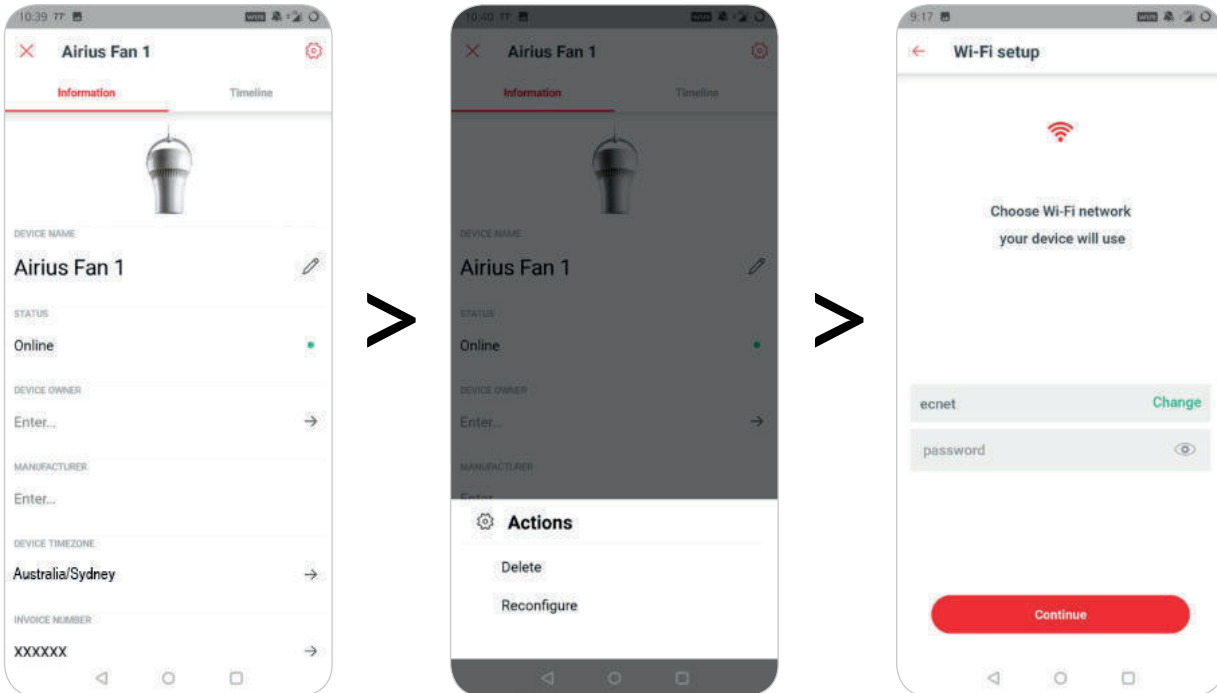 10:39
Airius Fan 1
Information Timeline
DEVICE NAME
Airius Fan 1
STATUS
Online
DEVICE OWNER
Enter...
MANUFACTURER
Enter...
DEVICE TIMEZONE
Australia/Sydney
INVOICE NUMBER
XXXXXX
>
10:40
Airius Fan 1
Information Timeline
DEVICE NAME
Airius Fan 1
STATUS
Online
DEVICE OWNER
Enter...
MANUFACTURER
Enter...
Actions
Delete
Reconfigure
>
9:17
Wi-Fi setup
Choose Wi-Fi network
your device will use
ecnet Change
password
Continue